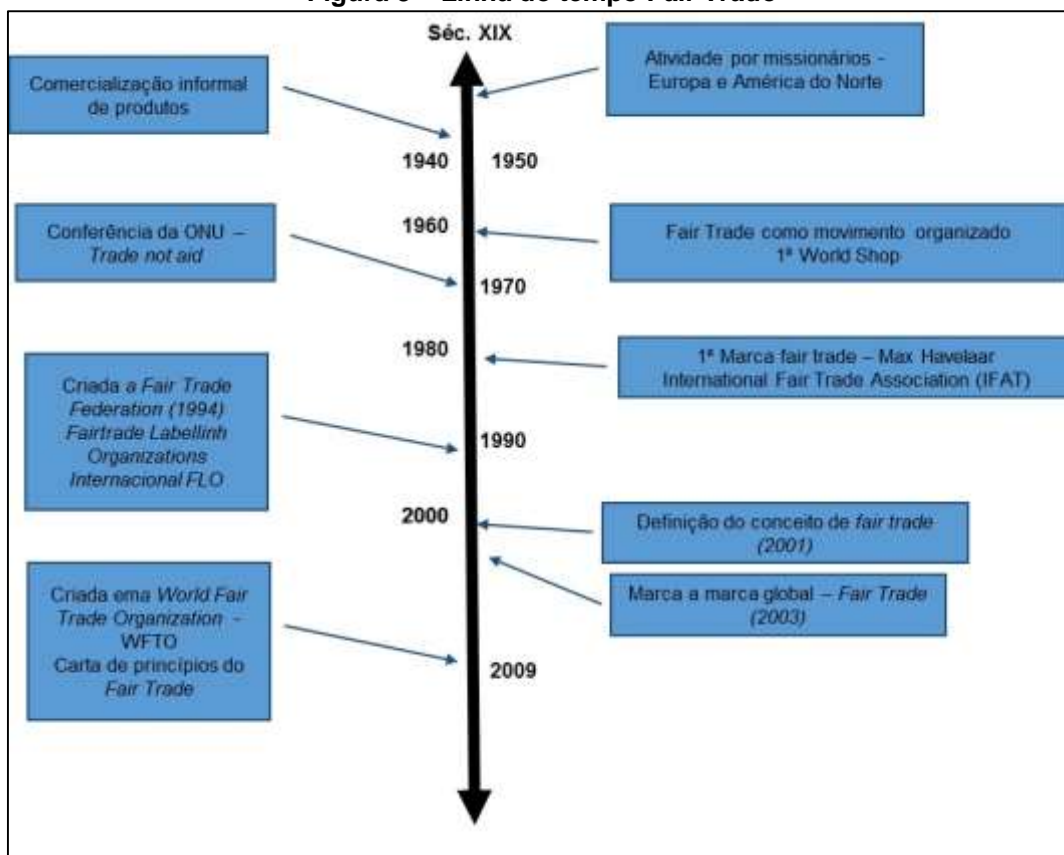 Figura – Linha do tempo Fair Trade
Séc. XIX
Atividade por missionários -
Europa e América do Norte
Comercialização informal
de produtos
1940
1950
Conferência da ONU –
Trade not aid
1960
Fair Trade como movimento organizado
1ª World Shop
1970
1980
1ª Marca fair trade – Max Havelaar
International Fair Trade Association (IFAT)
Criada a Fair Trade
Federation (1994)
Fairtrade Labellinh
Organizations
Internacional FLO
1990
2000
Definição do conceito de fair trade
(2001)
Marca a marca global – Fair Trade
(2003)
Criada ema World Fair
Trade Organization -
WFTO
Carta de princípios do
Fair Trade
2009